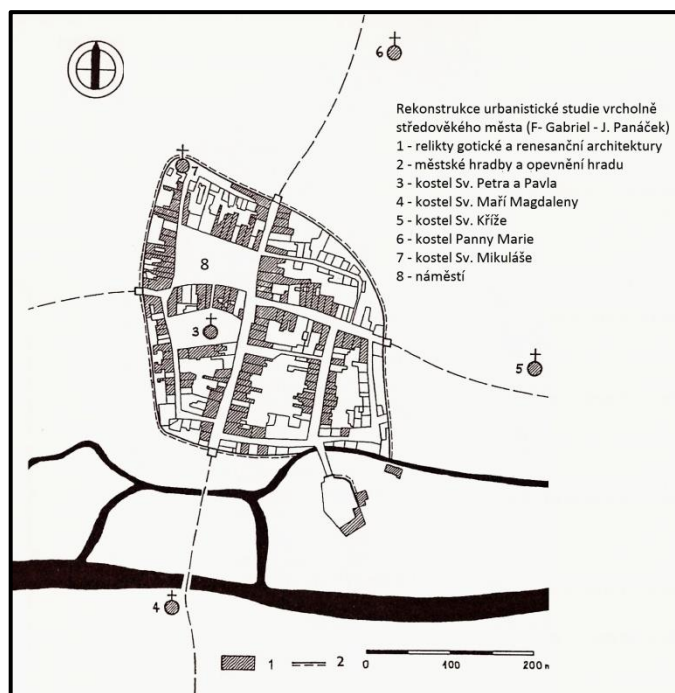 6
Rekonstrukce urbanistické studie vrcholně
středověkého města (F- Gabriel - J. Panáček)
1 - relikty gotické a renesanční architektury
2 - městské hradby a opevnění hradu
3 - kostel Sv. Petra a Pavla
4 - kostel Sv. Maří Magdaleny
5 - kostel Sv. Kříže
6 - kostel Panny Marie
7 - kostel Sv. Mikuláše
8 - náměstí
7
8
3
5
4
1 2 0 100 200 m